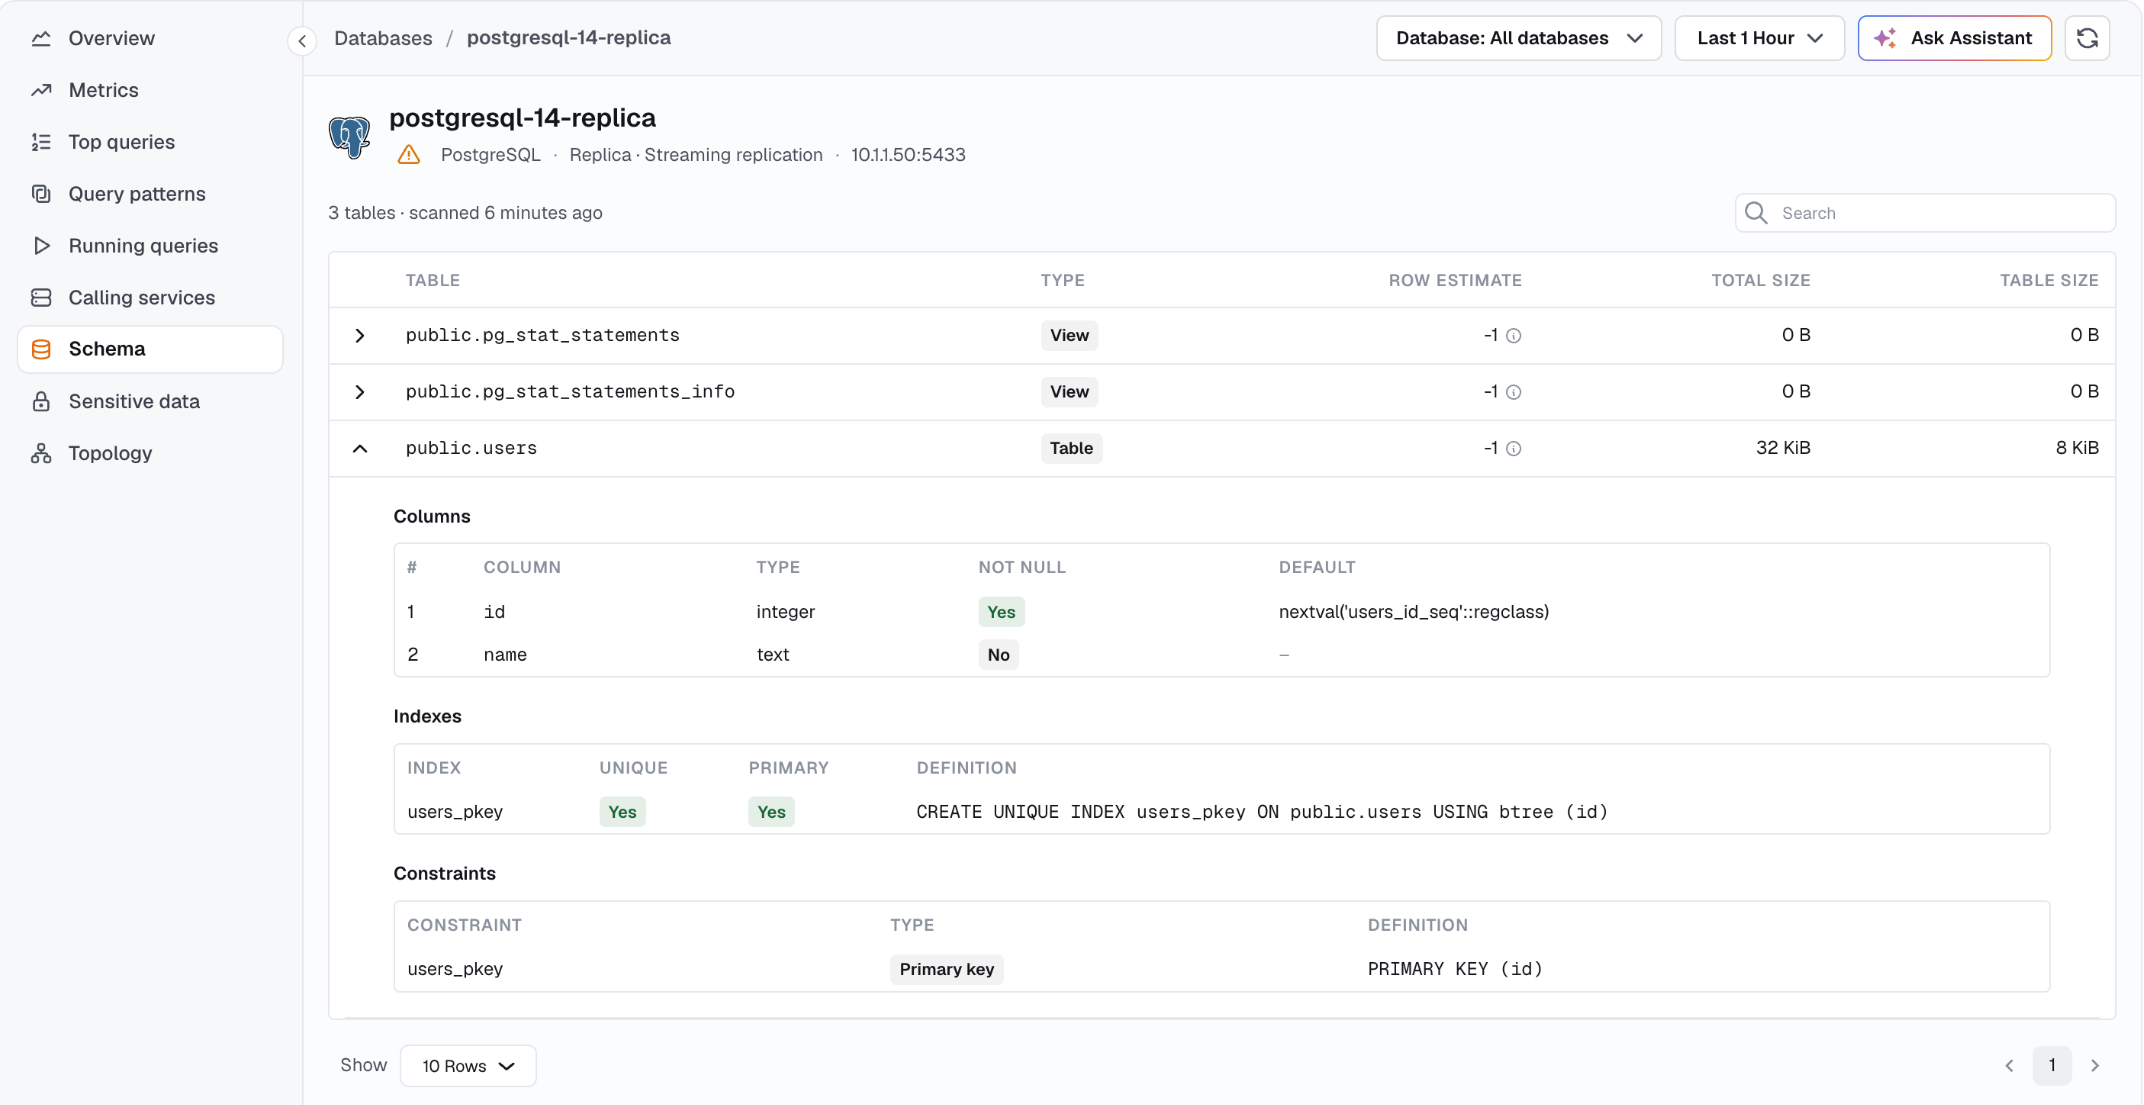 Overview
Metrics
Top queries
Query patterns
Running queries
Calling services
Schema
Sensitive data
Topology
Databases / postgresql-14-replica
Database: All databases
Last 1 Hour
Ask Assistant
postgresql-14-replica
PostgreSQL · Replica · Streaming replication · 10.1.1.50:5433
3 tables · scanned 6 minutes ago
Search
TABLE TYPE ROW ESTIMATE TOTAL SIZE TABLE SIZE
public.pg_stat_statements View -1 0 B 0 B
public.pg_stat_statements_info View -1 0 B 0 B
public.users Table -1 32 KiB 8 KiB
Columns
# COLUMN TYPE NOT NULL DEFAULT
1 id integer Yes nextval('users_id_seq'::regclass)
2 name text No –
Indexes
INDEX UNIQUE PRIMARY DEFINITION
users_pkey Yes Yes CREATE UNIQUE INDEX users_pkey ON public.users USING btree (id)
Constraints
CONSTRAINT TYPE DEFINITION
users_pkey Primary key PRIMARY KEY (id)
Show 10 Rows 1